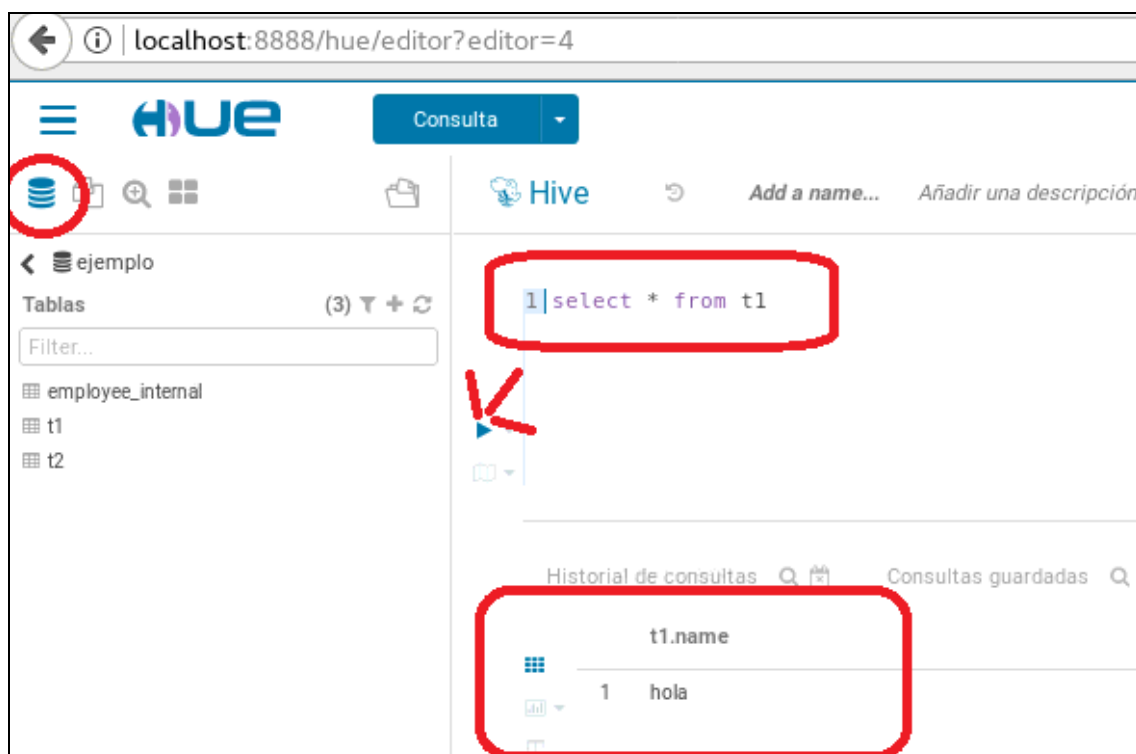 localhost:8888/hue/editor?editor=4
HUE
Consulta
Hive
Add a name...
Añadir una descripción
ejemplo
Tablas (3)
Filter...
employee_internal
t1
t2
1 select * from t1
Historial de consultas
Consultas guardadas
t1.name
1 hola